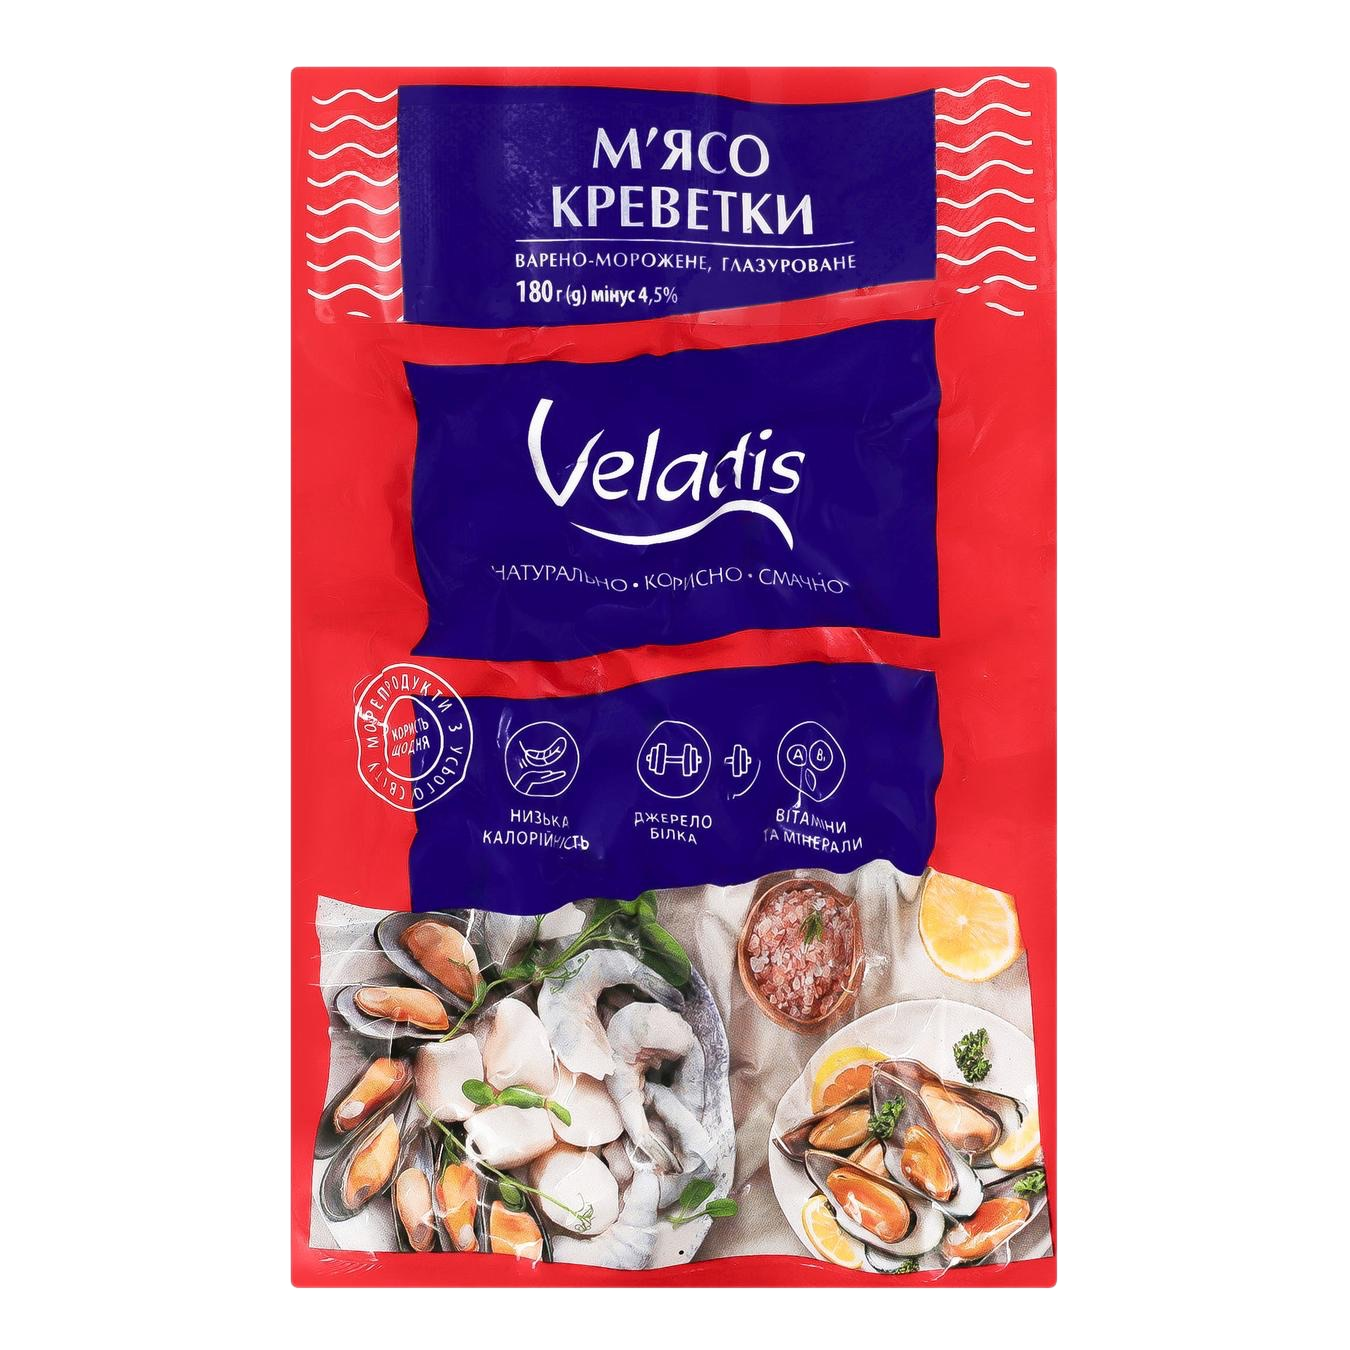 М'ЯСО
КРЕВЕТКИ
ВАРЕНО-МОРОЖЕНЕ, ГЛАЗУРОВАНЕ
180 г (g) мінус 4,5%
Veladis
НАТУРАЛЬНО • КОРИСНО • СМАЧНО
МОРЕПРОДУКТИ З УСЬОГО СВІТУ
КОРИСТЬ
ЩОДНЯ
НИЗЬКА
КАЛОРІЙНІСТЬ
ДЖЕРЕЛО
БІЛКА
A B₁
ВІТАМІНИ
ТА МІНЕРАЛИ